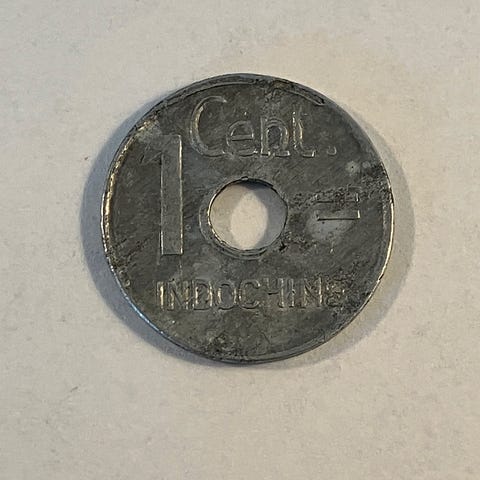 Cent.
1 =
INDOCHINE